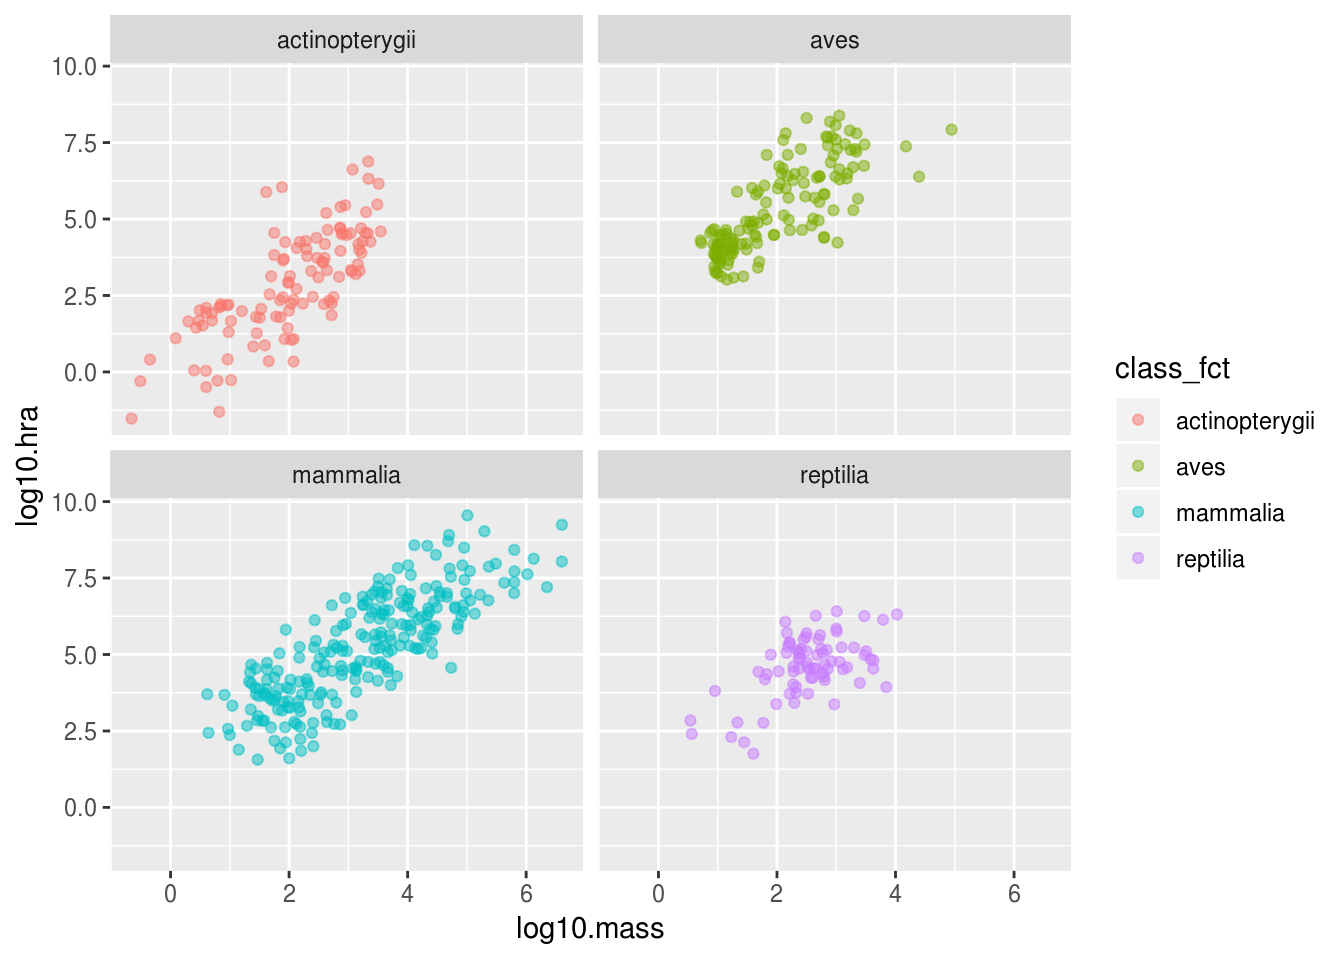 actinopterygii
aves
10.0
7.5
5.0
2.5
0.0
mammalia
reptilia
10.0
7.5
5.0
2.5
0.0
0 2 4 6
0 2 4 6
log10.mass
log10.hra
class_fct
actinopterygii
aves
mammalia
reptilia